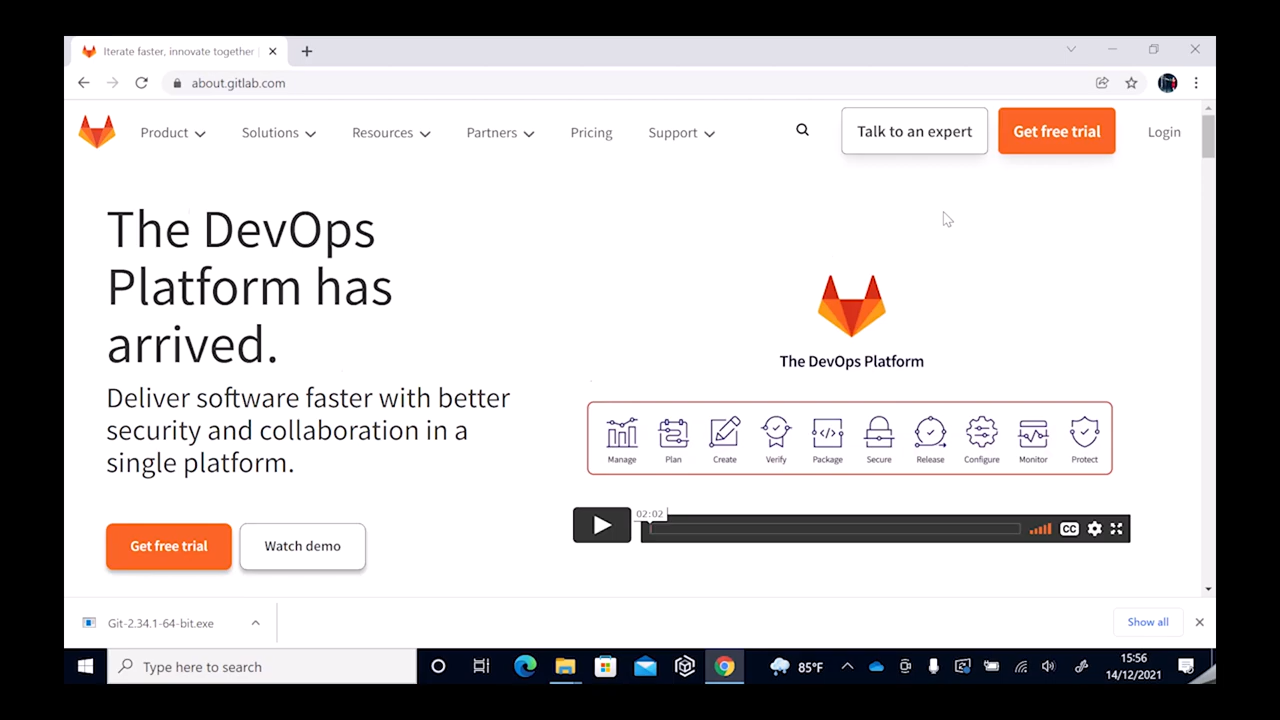 Iterate faster, innovate together |
about.gitlab.com
Product Solutions Resources Partners Pricing Support Talk to an expert Get free trial Login
The DevOps
Platform has
arrived.
Deliver software faster with better
security and collaboration in a
single platform.
Get free trial Watch demo
The DevOps Platform
Manage Plan Create Verify Package Secure Release Configure Monitor Protect
02:02
CC
Git-2.34.1-64-bit.exe
Show all
Type here to search
85°F
15:56
14/12/2021